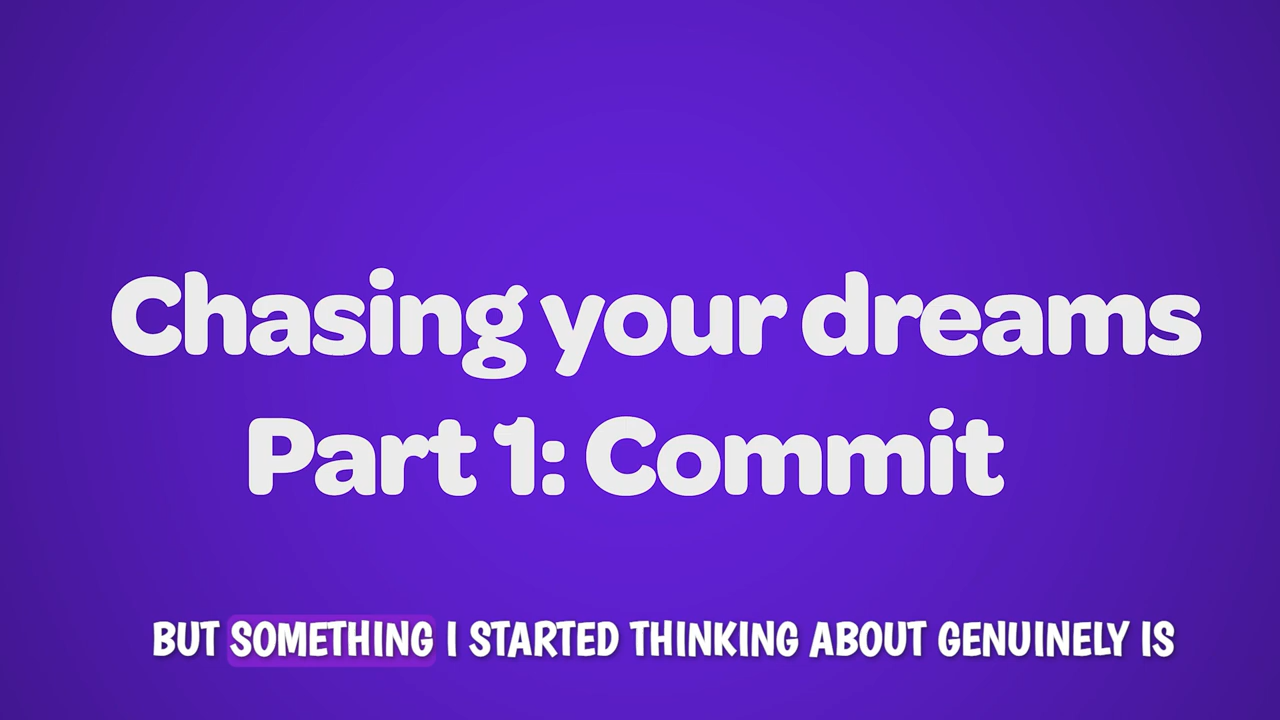 Chasing your dreams
Part 1: Commit
BUT SOMETHING I STARTED THINKING ABOUT GENUINELY IS